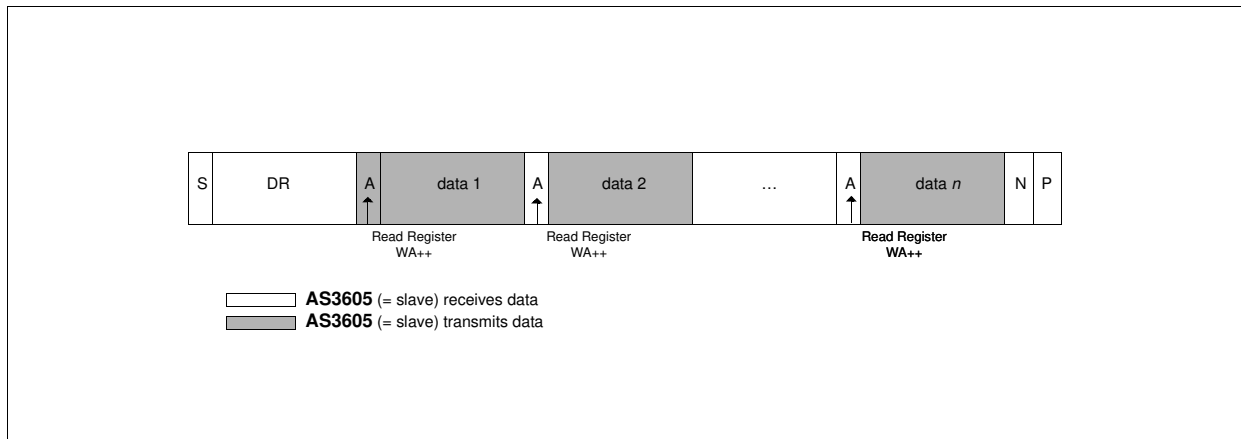 S DR A data 1 A data 2 … A data n N P
Read Register
WA++
Read Register
WA++
Read Register
WA++
AS3605 (= slave) receives data
AS3605 (= slave) transmits data